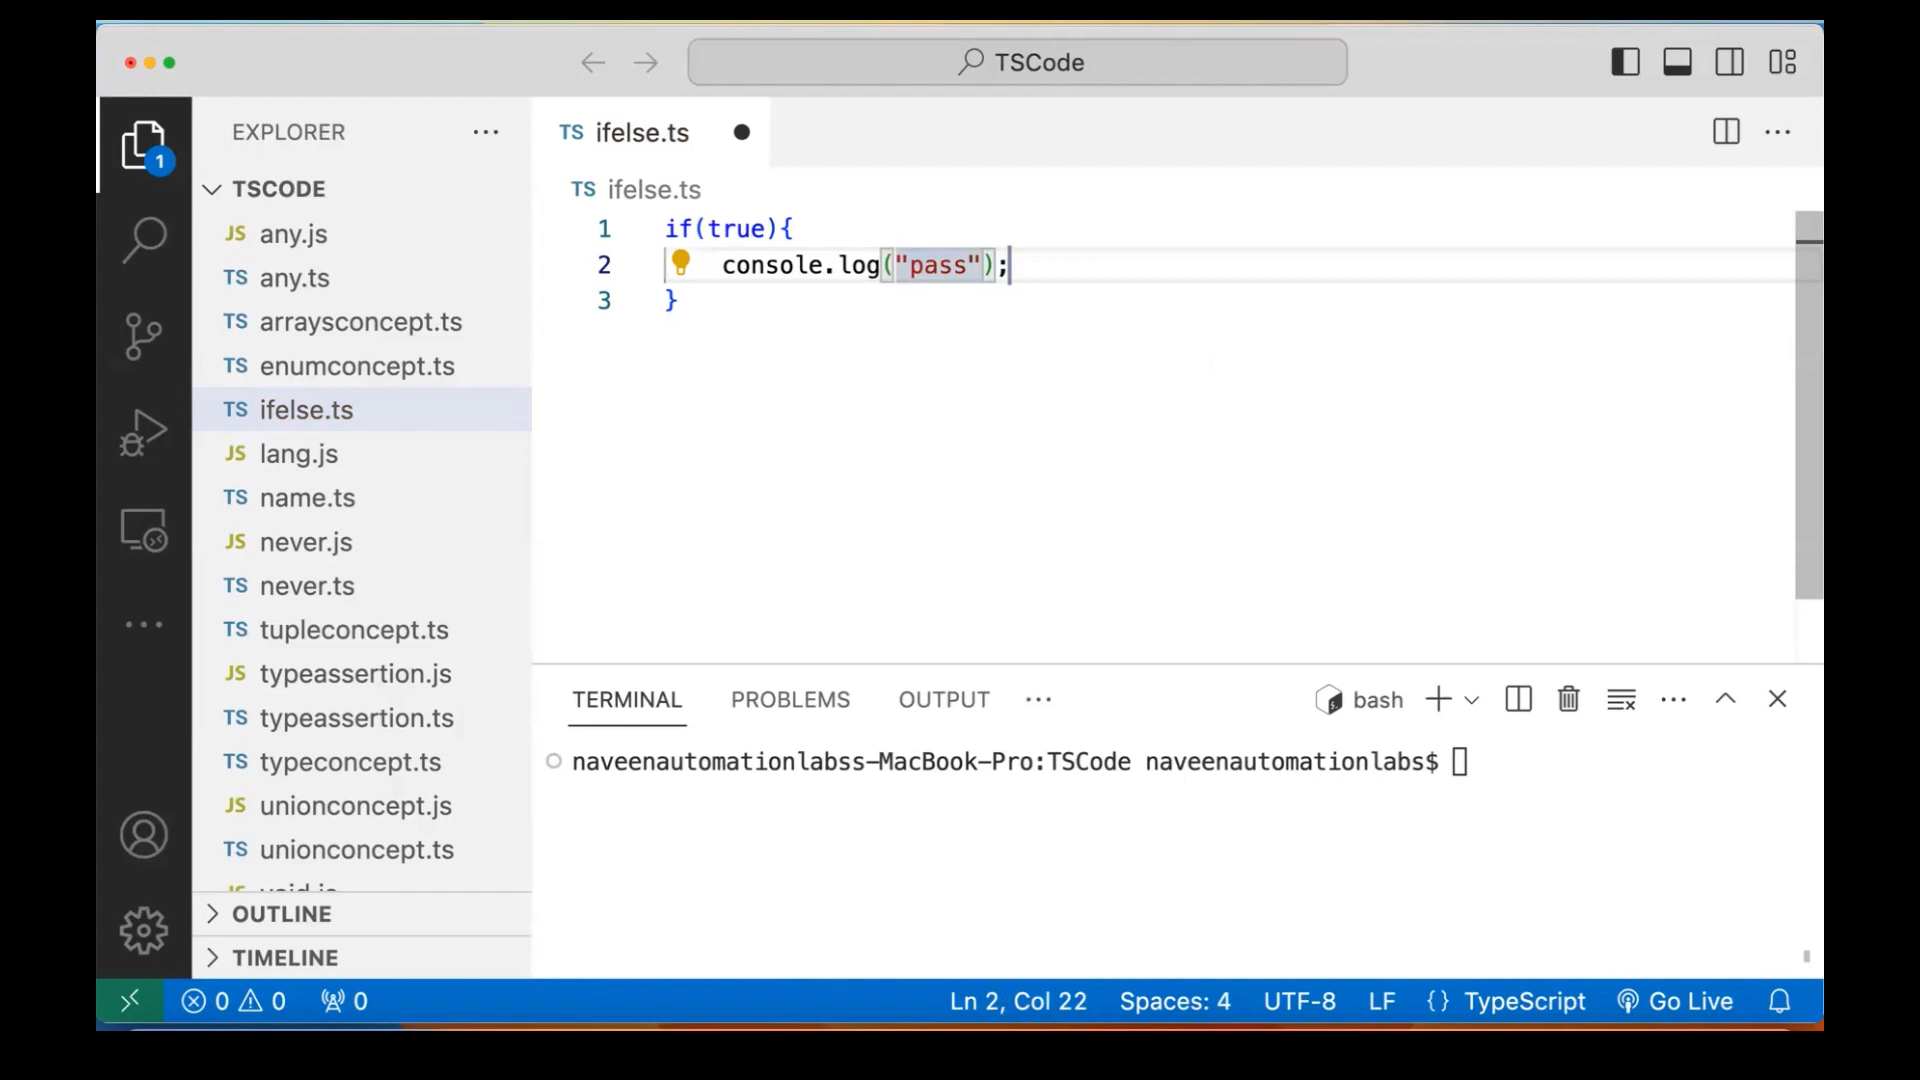 TSCode
EXPLORER
TSCODE
JS any.js
TS any.ts
TS arraysconcept.ts
TS enumconcept.ts
TS ifelse.ts
JS lang.js
TS name.ts
JS never.js
TS never.ts
TS tupleconcept.ts
JS typeassertion.js
TS typeassertion.ts
TS typeconcept.ts
JS unionconcept.js
TS unionconcept.ts
OUTLINE
TIMELINE
1
TS ifelse.ts
TS ifelse.ts
1 if(true){
2 console.log("pass");
3 }
TERMINAL PROBLEMS OUTPUT
bash
naveenautomationlabss-MacBook-Pro:TSCode naveenautomationlabs$
0 0 0
Ln 2, Col 22 Spaces: 4 UTF-8 LF {} TypeScript Go Live